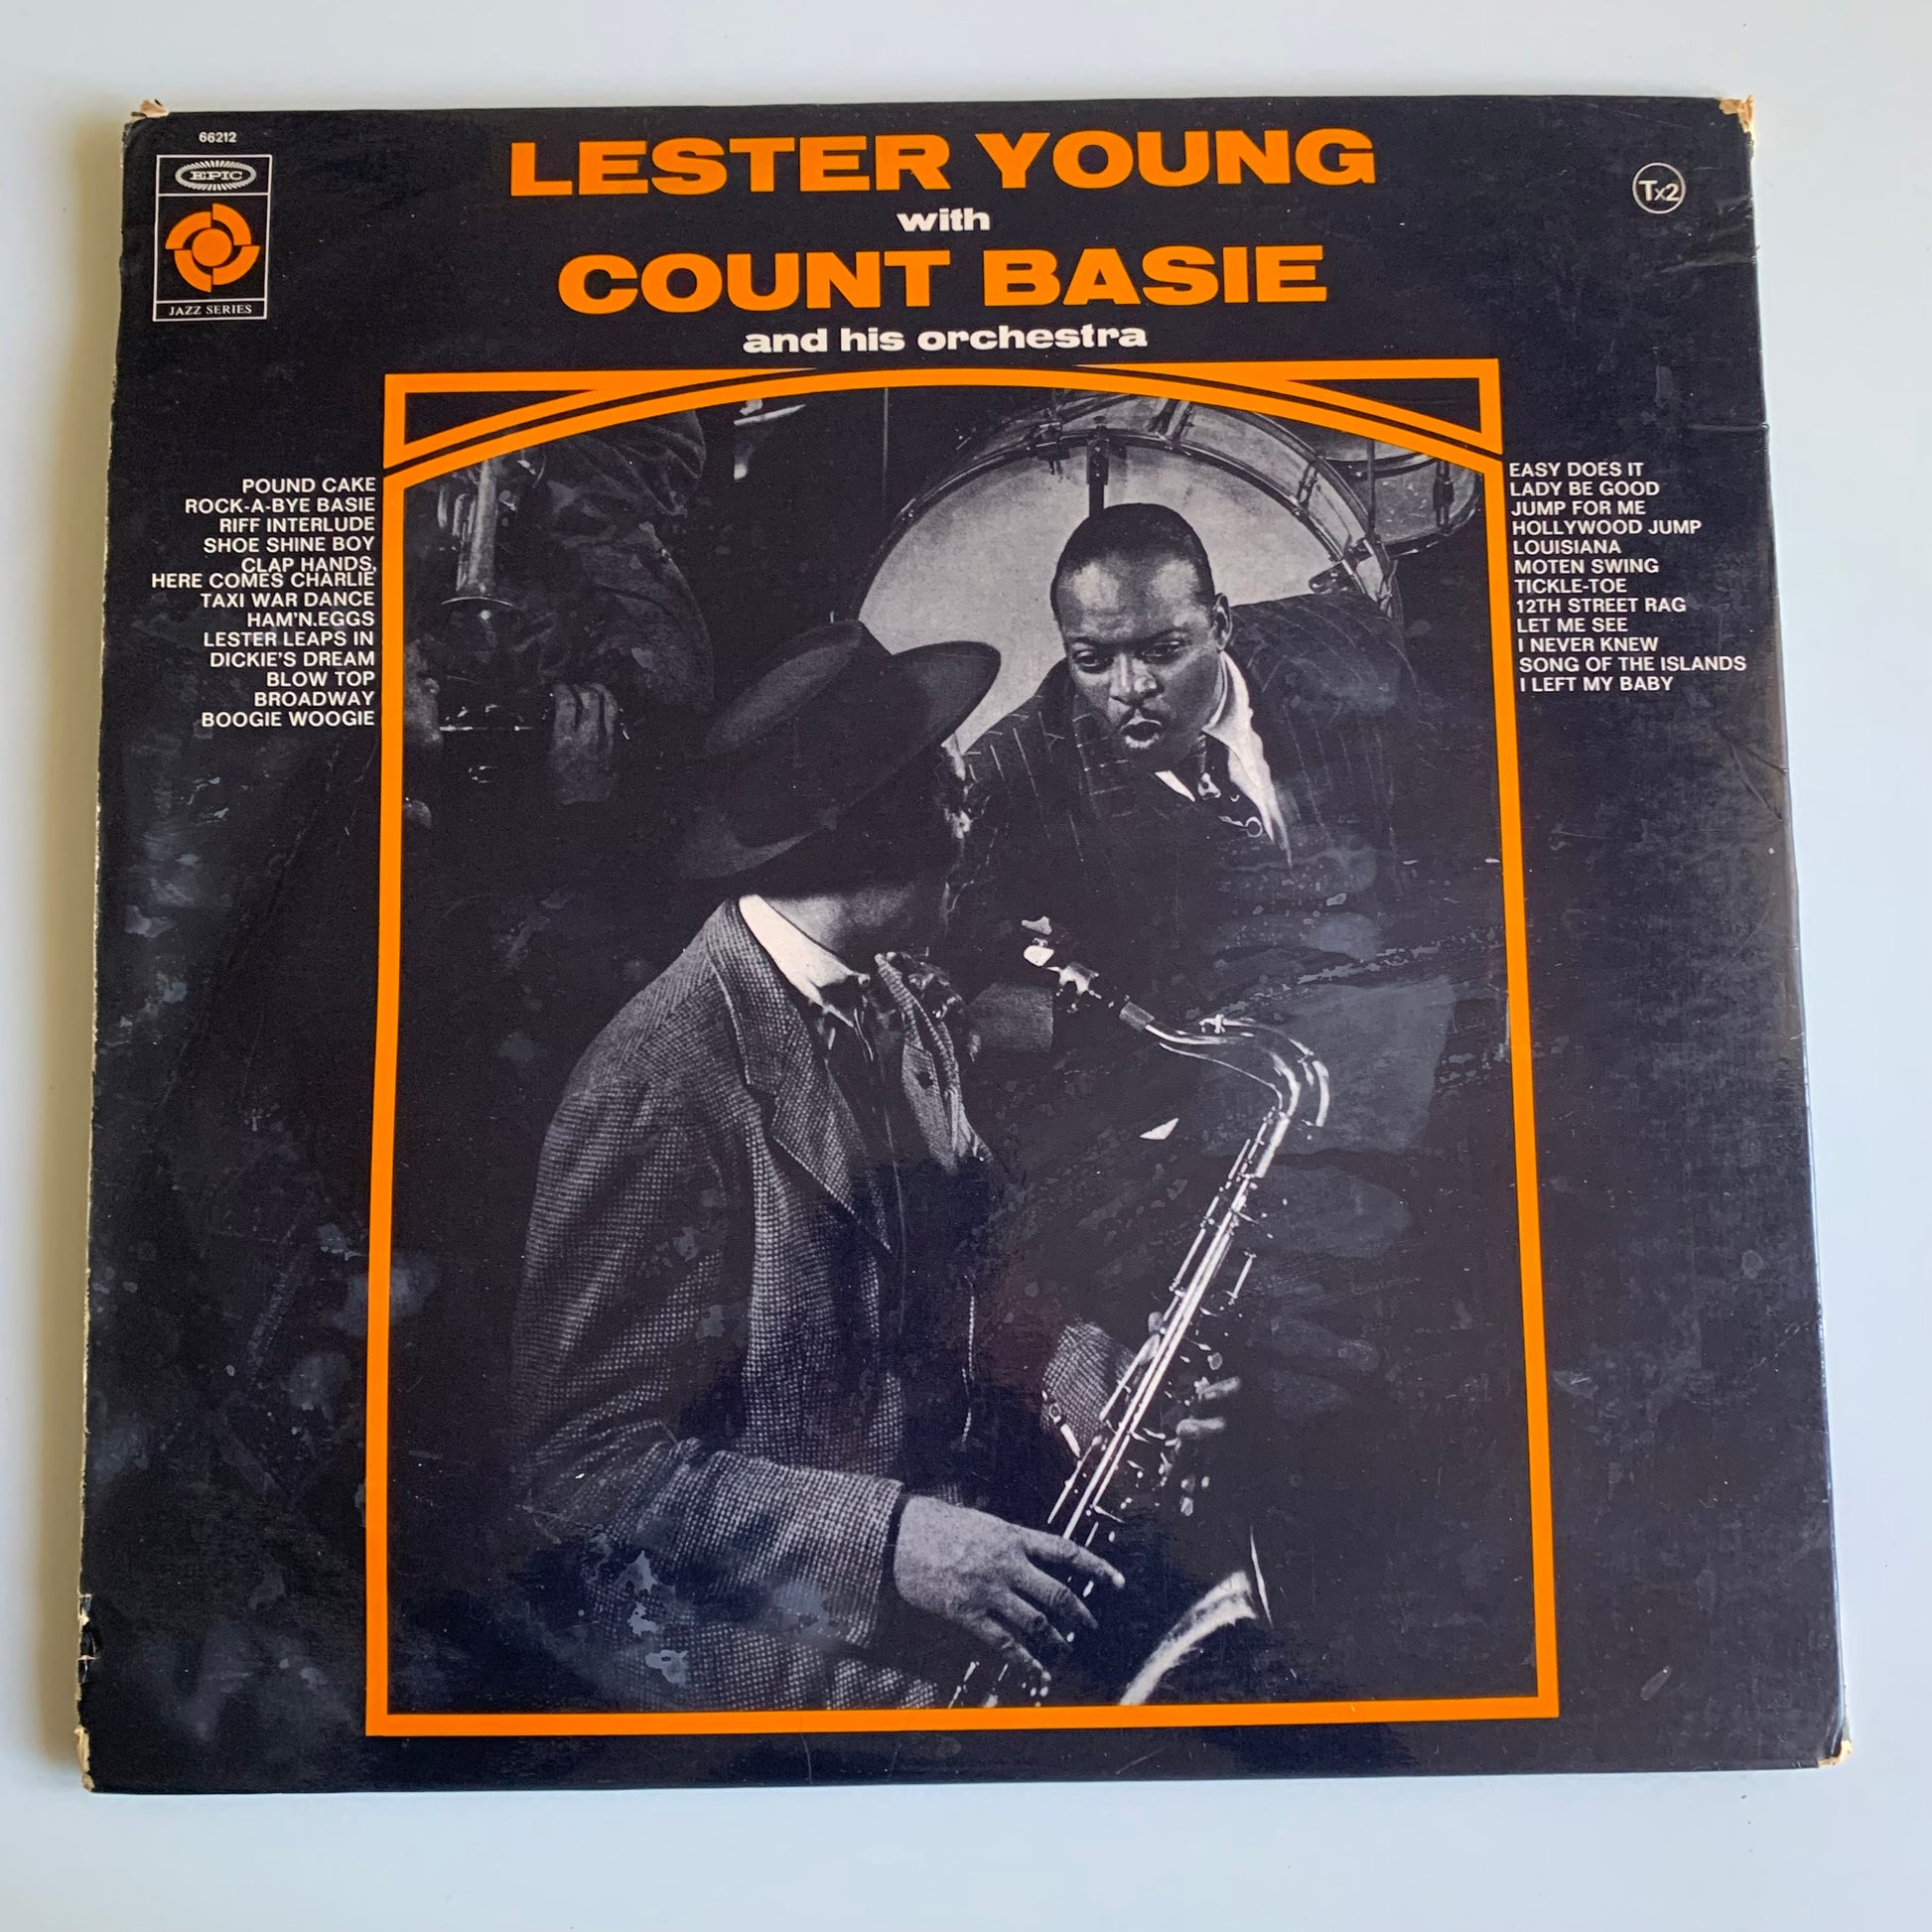 66212
EPIC
JAZZ SERIES
LESTER YOUNG
with
COUNT BASIE
and his orchestra
Tx2
POUND CAKE
ROCK-A-BYE BASIE
RIFF INTERLUDE
SHOE SHINE BOY
CLAP HANDS,
HERE COMES CHARLIE
TAXI WAR DANCE
HAM'N.EGGS
LESTER LEAPS IN
DICKIE'S DREAM
BLOW TOP
BROADWAY
BOOGIE WOOGIE
EASY DOES IT
LADY BE GOOD
JUMP FOR ME
HOLLYWOOD JUMP
LOUISIANA
MOTEN SWING
TICKLE-TOE
12TH STREET RAG
LET ME SEE
I NEVER KNEW
SONG OF THE ISLANDS
I LEFT MY BABY